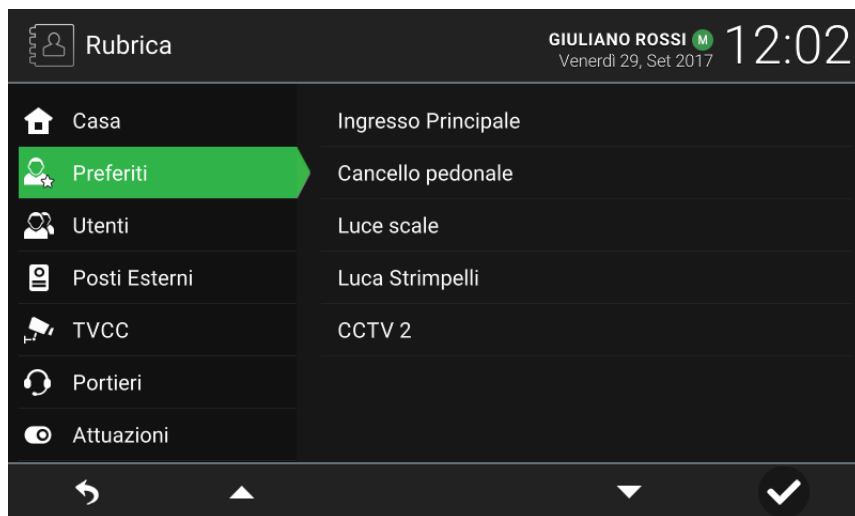 Rubrica
GIULIANO ROSSI M
Venerdì 29, Set 2017
12:02
Casa
Preferiti
Utenti
Posti Esterni
TVCC
Portieri
Attuazioni
Ingresso Principale
Cancello pedonale
Luce scale
Luca Strimpelli
CCTV 2